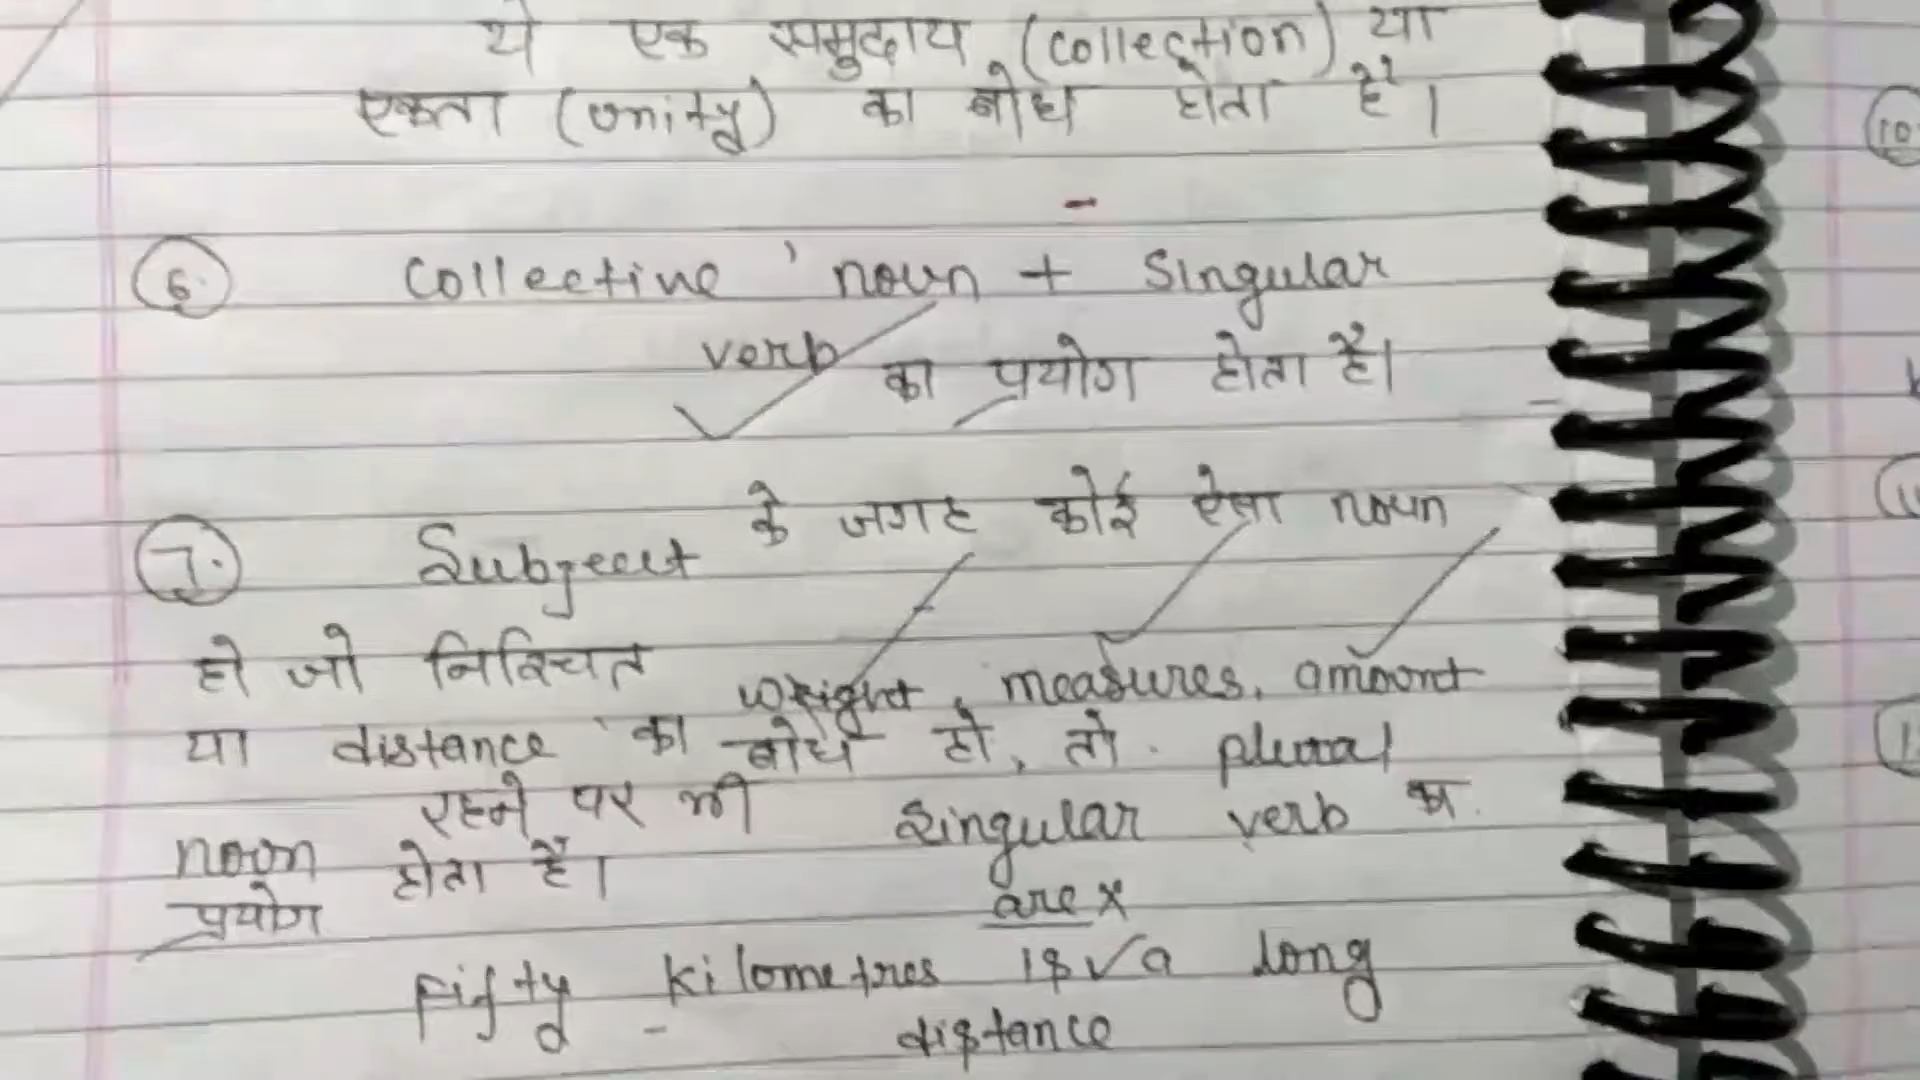 ये एक समुदाय (collection) या
एकता (unity) का बोध होता है।
6. Collective noun + Singular
verb का प्रयोग होता है।
7. Subject के जगह कोई ऐसा noun
हो जो निश्चित weight, measures, amount
या distance का बोध हो, तो plural
noun रहने पर भी singular verb का
प्रयोग होता है।
are x
Fifty kilometres is ✓ a long
distance
10